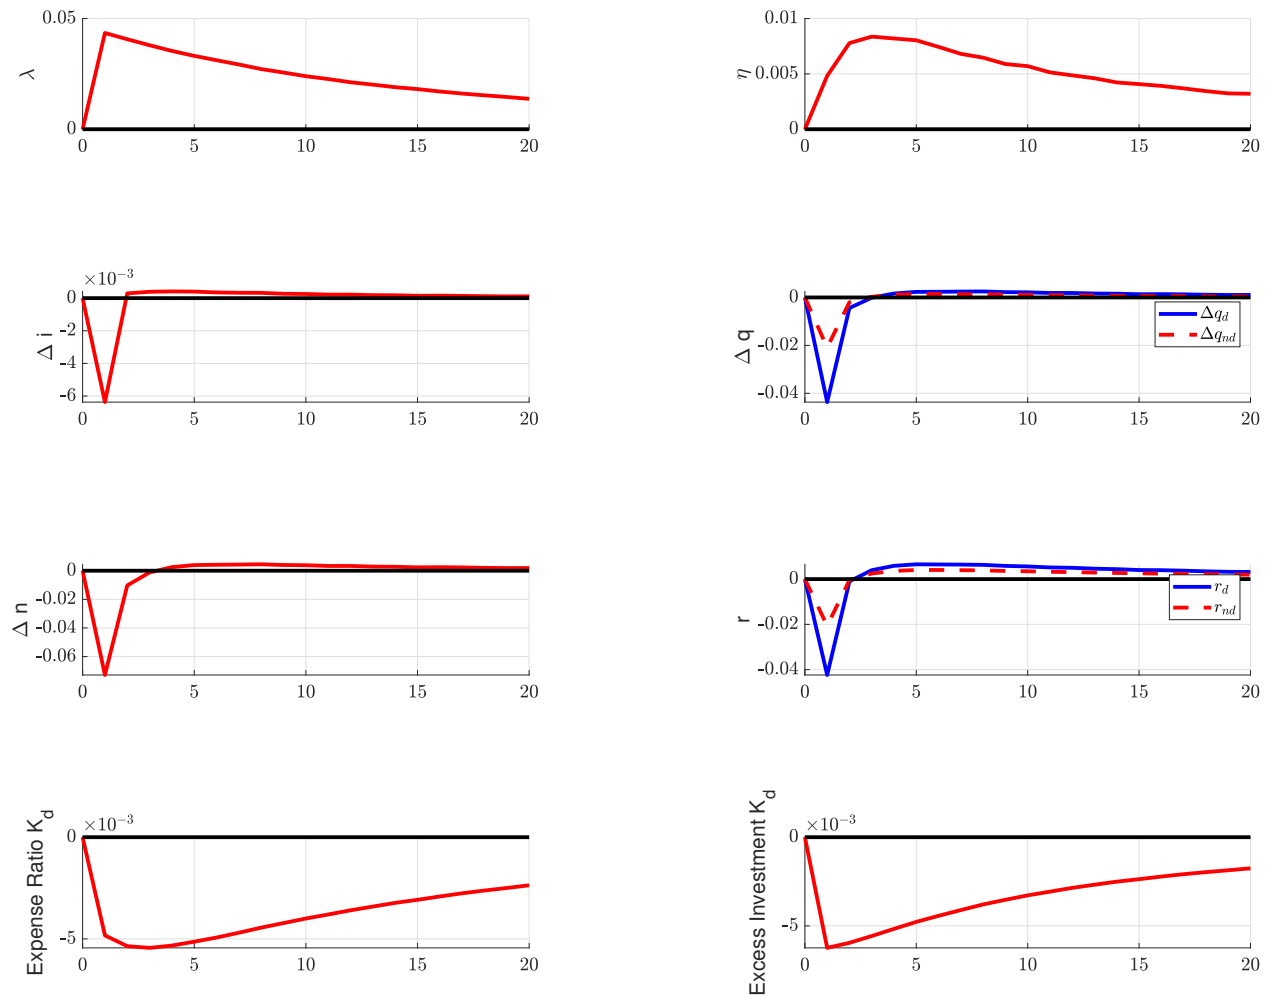 0.05
λ
0
0 5 10 15 20
0.01
η
0.005
0
0 5 10 15 20
×10⁻³
0
Δ i
-2
-4
-6
0 5 10 15 20
0
Δ q
-0.02
-0.04
0 5 10 15 20
Δq_d
Δq_nd
0
Δ n
-0.02
-0.04
-0.06
0 5 10 15 20
0
r
-0.02
-0.04
0 5 10 15 20
r_d
r_nd
Expense Ratio K_d
×10⁻³
0
-5
0 5 10 15 20
Excess Investment K_d
×10⁻³
0
-5
0 5 10 15 20